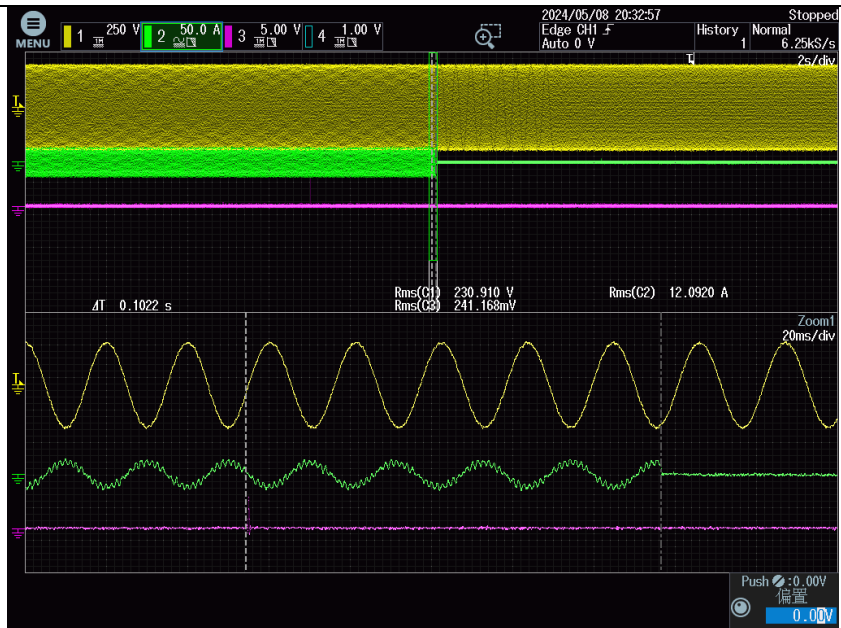 2024/05/08 20:32:57 Stopped
MENU 1 250 V 2 50.0 A 3 5.00 V 4 1.00 V Edge CH1 History Normal
Auto 0 V 1 6.25kS/s
T 2s/div
T
Rms(C1) 230.910 V Rms(C2) 12.0920 A
ΔT 0.1022 s Rms(C3) 241.168mV
Zoom1
20ms/div
T
Push :0.00V
偏置
0.00V